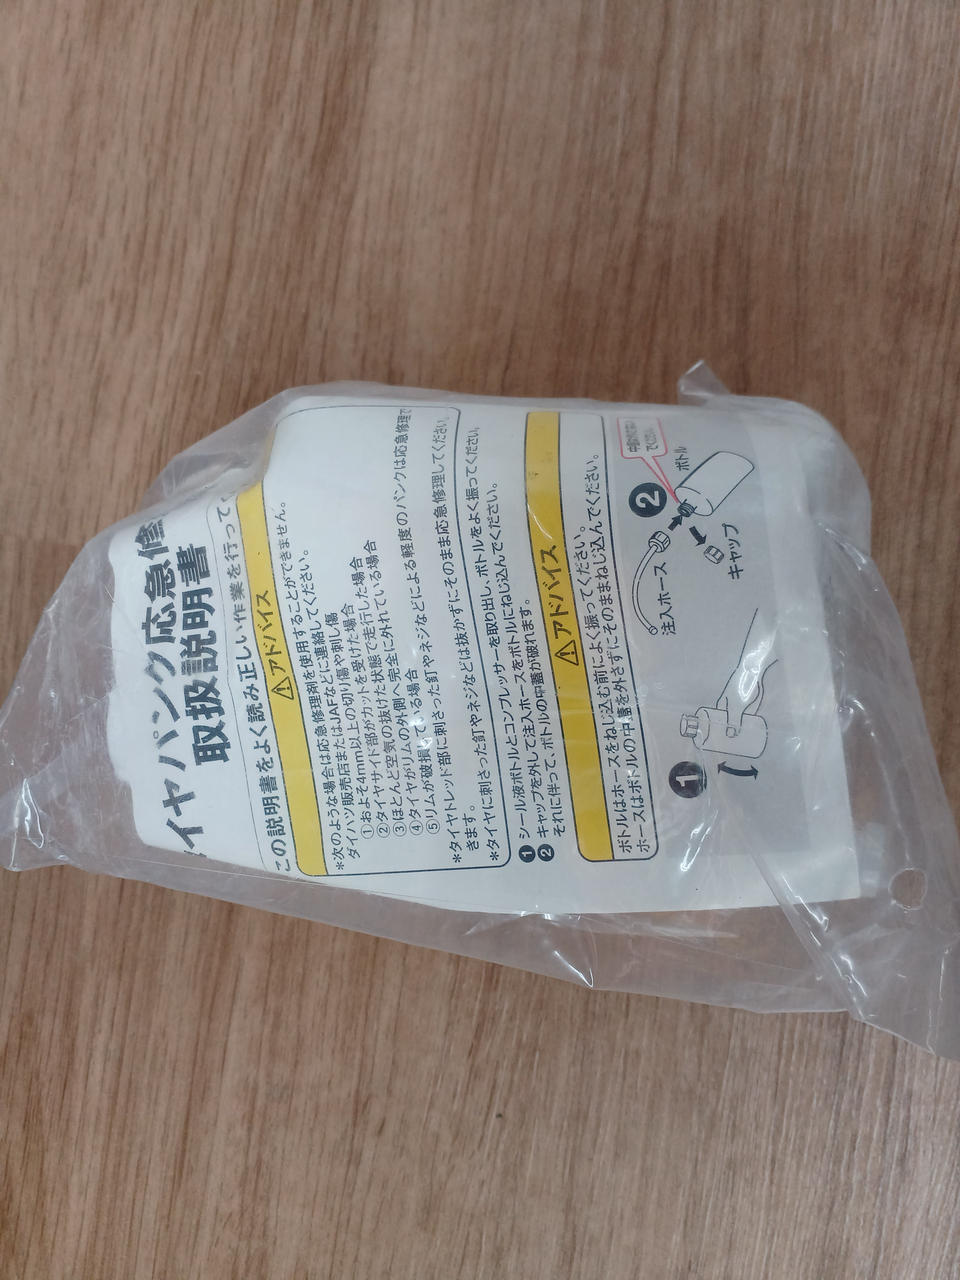 イヤパンク応急修
取扱説明書
この説明書をよく読み正しい作業を行って
アドバイス
*次のような場合は応急修理剤を使用することができません。
ダイハツ販売店またはJAFなどに連絡してください。
①およそ4mm以上の切り傷や刺し傷
②タイヤサイド部がカットを受けた場合
③ほとんど空気の抜けた状態で走行した場合
④タイヤがリムの外側へ完全に外れている場合
⑤リムが破損している場合
*タイヤトレッド部に刺さった釘やネジなどによる軽度のパンクは応急修理で
きます。
*タイヤに刺さった釘やネジなどは抜かずにそのまま応急修理してください。
❶ シール液ボトルとコンプレッサーを取り出し、ボトルをよく振ってください。
❷ キャップを外して注入ホースをボトルにねじ込んでください。
それに伴って、ボトルの中蓋が破れます。
アドバイス
ボトルはホースをねじ込む前によく振ってください。
ホースはボトルの中蓋を外さずにそのままねじ込んでください。
❶
❷
注入ホース
ボトル
キャップ